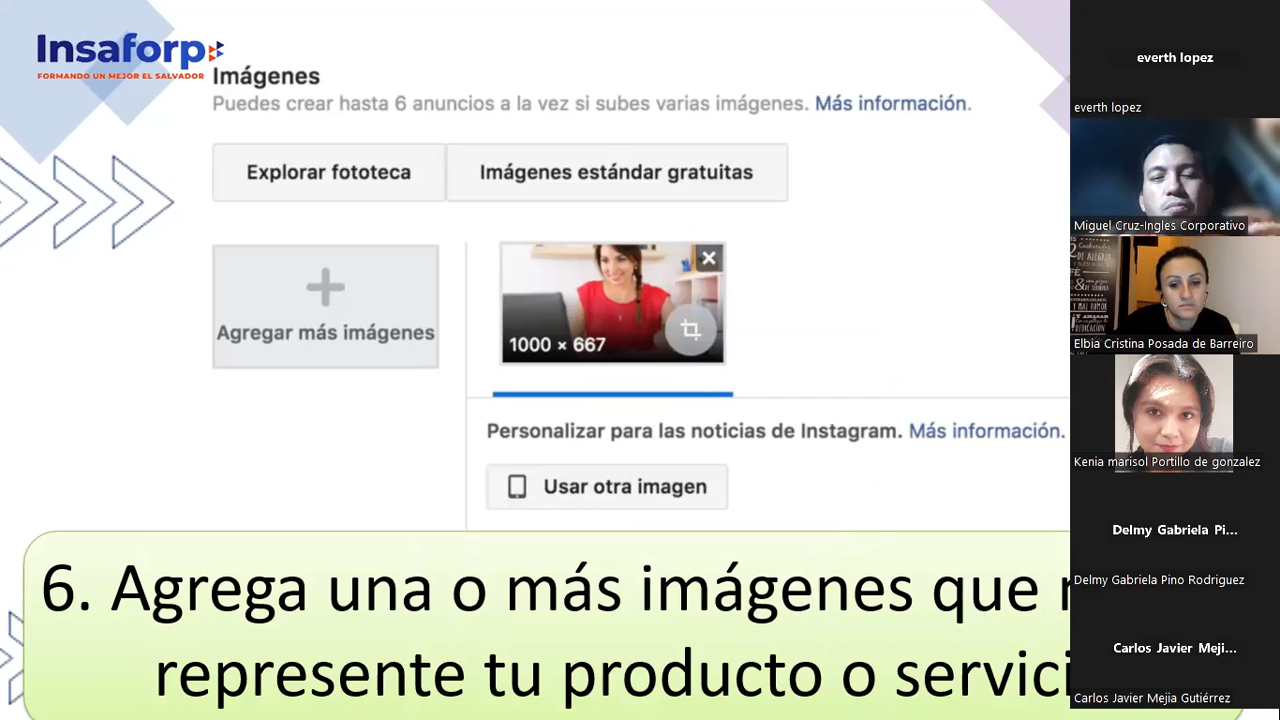 Insaforp
FORMANDO UN MEJOR EL SALVADOR
Imágenes
Puedes crear hasta 6 anuncios a la vez si subes varias imágenes. Más información.
Explorar fototeca
Imágenes estándar gratuitas
Agregar más imágenes
1000 × 667
Personalizar para las noticias de Instagram. Más información.
Usar otra imagen
6. Agrega una o más imágenes que
represente tu producto o servici
everth lopez
everth lopez
Miguel Cruz-Ingles Corporativo
DE ALEGRIA
Elbia Cristina Posada de Barreiro
Kenia marisol Portillo de gonzalez
Delmy Gabriela Pi...
Delmy Gabriela Pino Rodriguez
Carlos Javier Meji...
Carlos Javier Mejia Gutiérrez